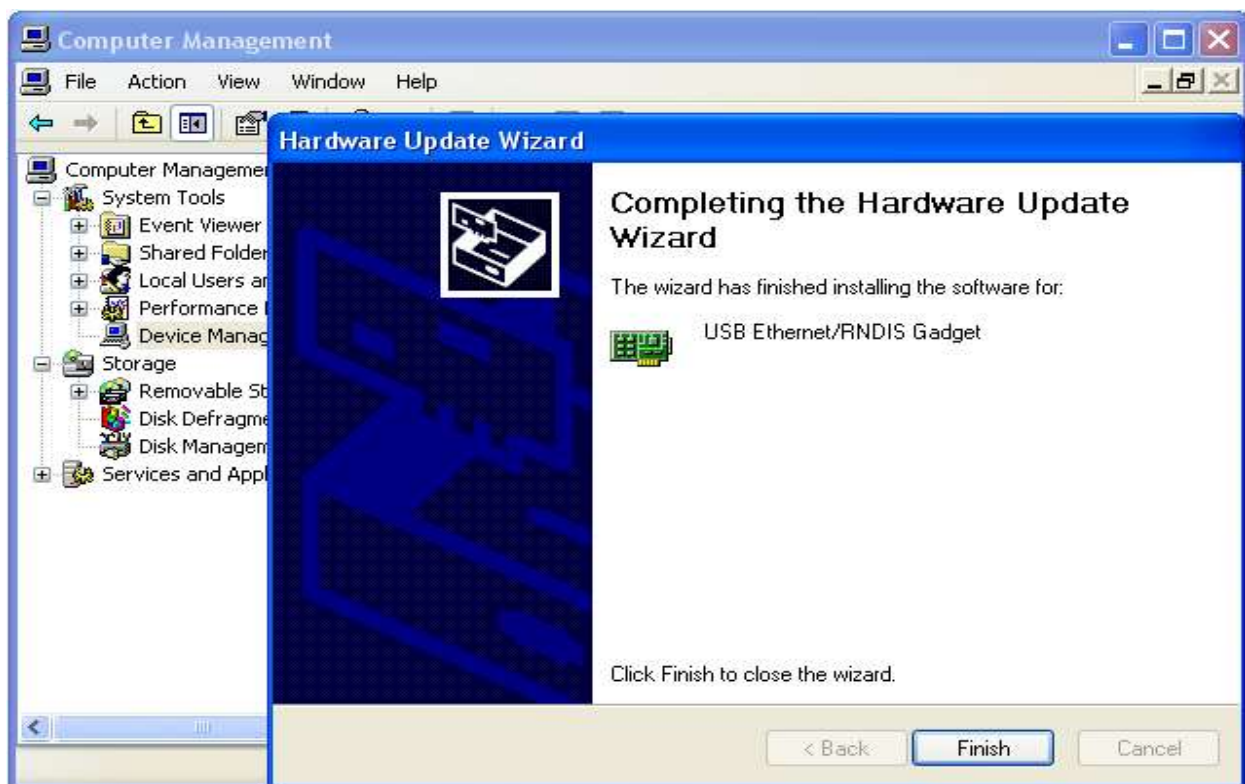 Computer Management
File Action View Window Help
Hardware Update Wizard
Computer Manageme
System Tools
Event Viewer
Shared Folder
Local Users a
Performance
Device Manag
Storage
Removable St
Disk Defragme
Disk Managem
Services and Appl
Completing the Hardware Update
Wizard
The wizard has finished installing the software for:
USB Ethernet/RNDIS Gadget
Click Finish to close the wizard.
< Back Finish Cancel